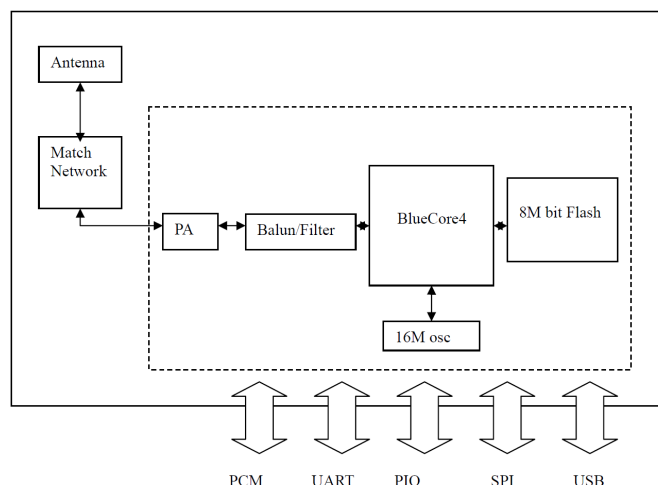 Antenna
Match
Network
PA
Balun/Filter
BlueCore4
8M bit Flash
16M osc
PCM
UART
PIO
SPI
USB